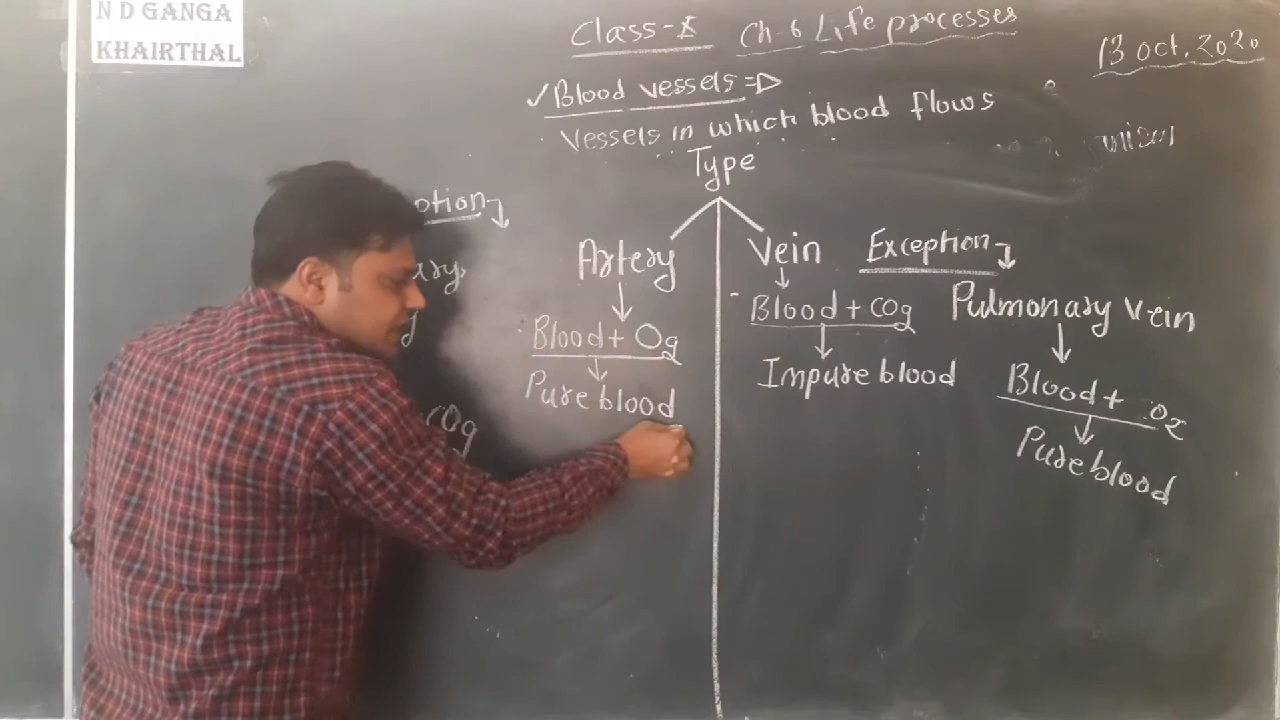 N D GANGA
KHAIRTHAL
Class-X Ch-6 Life processes
13 oct. 2020
✓Blood vessels ⇒
Vessels in which blood flows
Type
Artery
Blood + O2
Pure blood
Vein
Blood + CO2
Impure blood
Exception
Pulmonary vein
Blood + O2
Pure blood
CO2